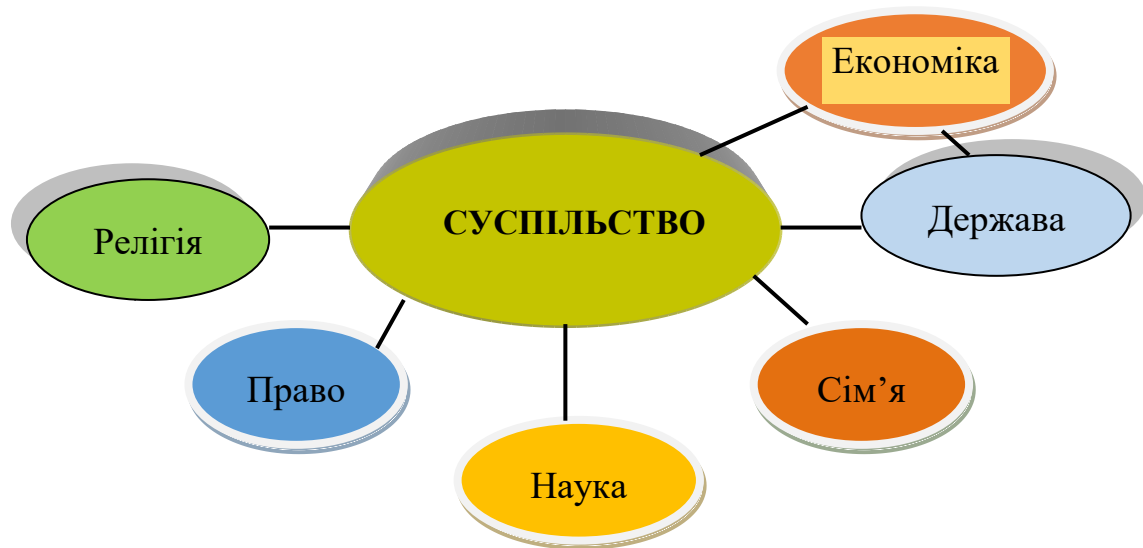 Економіка
СУСПІЛЬСТВО
Держава
Релігія
Право
Сім’я
Наука